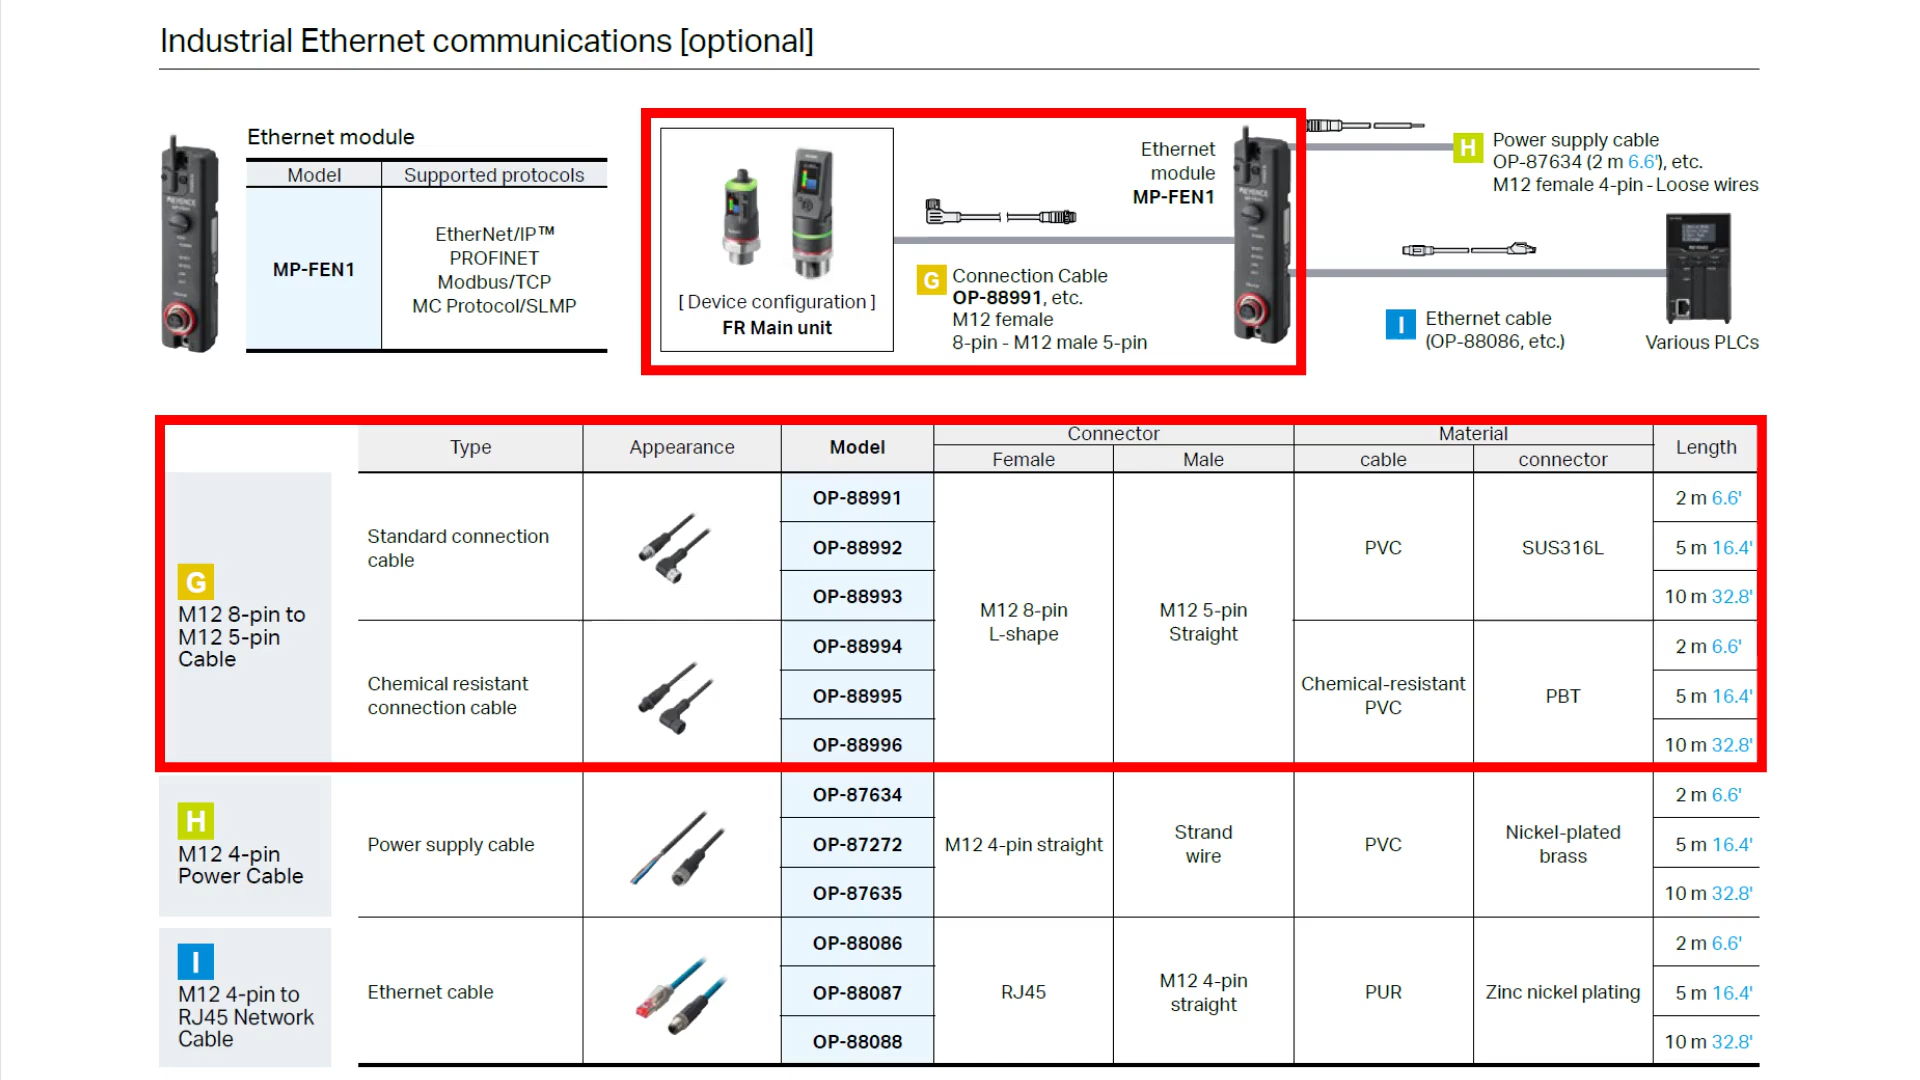 Industrial Ethernet communications [optional]
Ethernet module
Model Supported protocols
MP-FEN1
EtherNet/IP™
PROFINET
Modbus/TCP
MC Protocol/SLMP
[ Device configuration ]
FR Main unit
G
Connection Cable
OP-88991, etc.
M12 female
8-pin - M12 male 5-pin
Ethernet
module
MP-FEN1
H
Power supply cable
OP-87634 (2 m 6.6'), etc.
M12 female 4-pin - Loose wires
I
Ethernet cable
(OP-88086, etc.)
Various PLCs
Type Appearance Model Connector Material Length
Female Male cable connector
G
M12 8-pin to
M12 5-pin
Cable
Standard connection
cable
OP-88991
OP-88992
OP-88993
M12 8-pin
L-shape
M12 5-pin
Straight
PVC
SUS316L
2 m 6.6'
5 m 16.4'
10 m 32.8'
Chemical resistant
connection cable
OP-88994
OP-88995
OP-88996
Chemical-resistant
PVC
PBT
2 m 6.6'
5 m 16.4'
10 m 32.8'
H
M12 4-pin
Power Cable
Power supply cable
OP-87634
OP-87272
OP-87635
M12 4-pin straight
Strand
wire
PVC
Nickel-plated
brass
2 m 6.6'
5 m 16.4'
10 m 32.8'
I
M12 4-pin to
RJ45 Network
Cable
Ethernet cable
OP-88086
OP-88087
OP-88088
RJ45
M12 4-pin
straight
PUR
Zinc nickel plating
2 m 6.6'
5 m 16.4'
10 m 32.8'